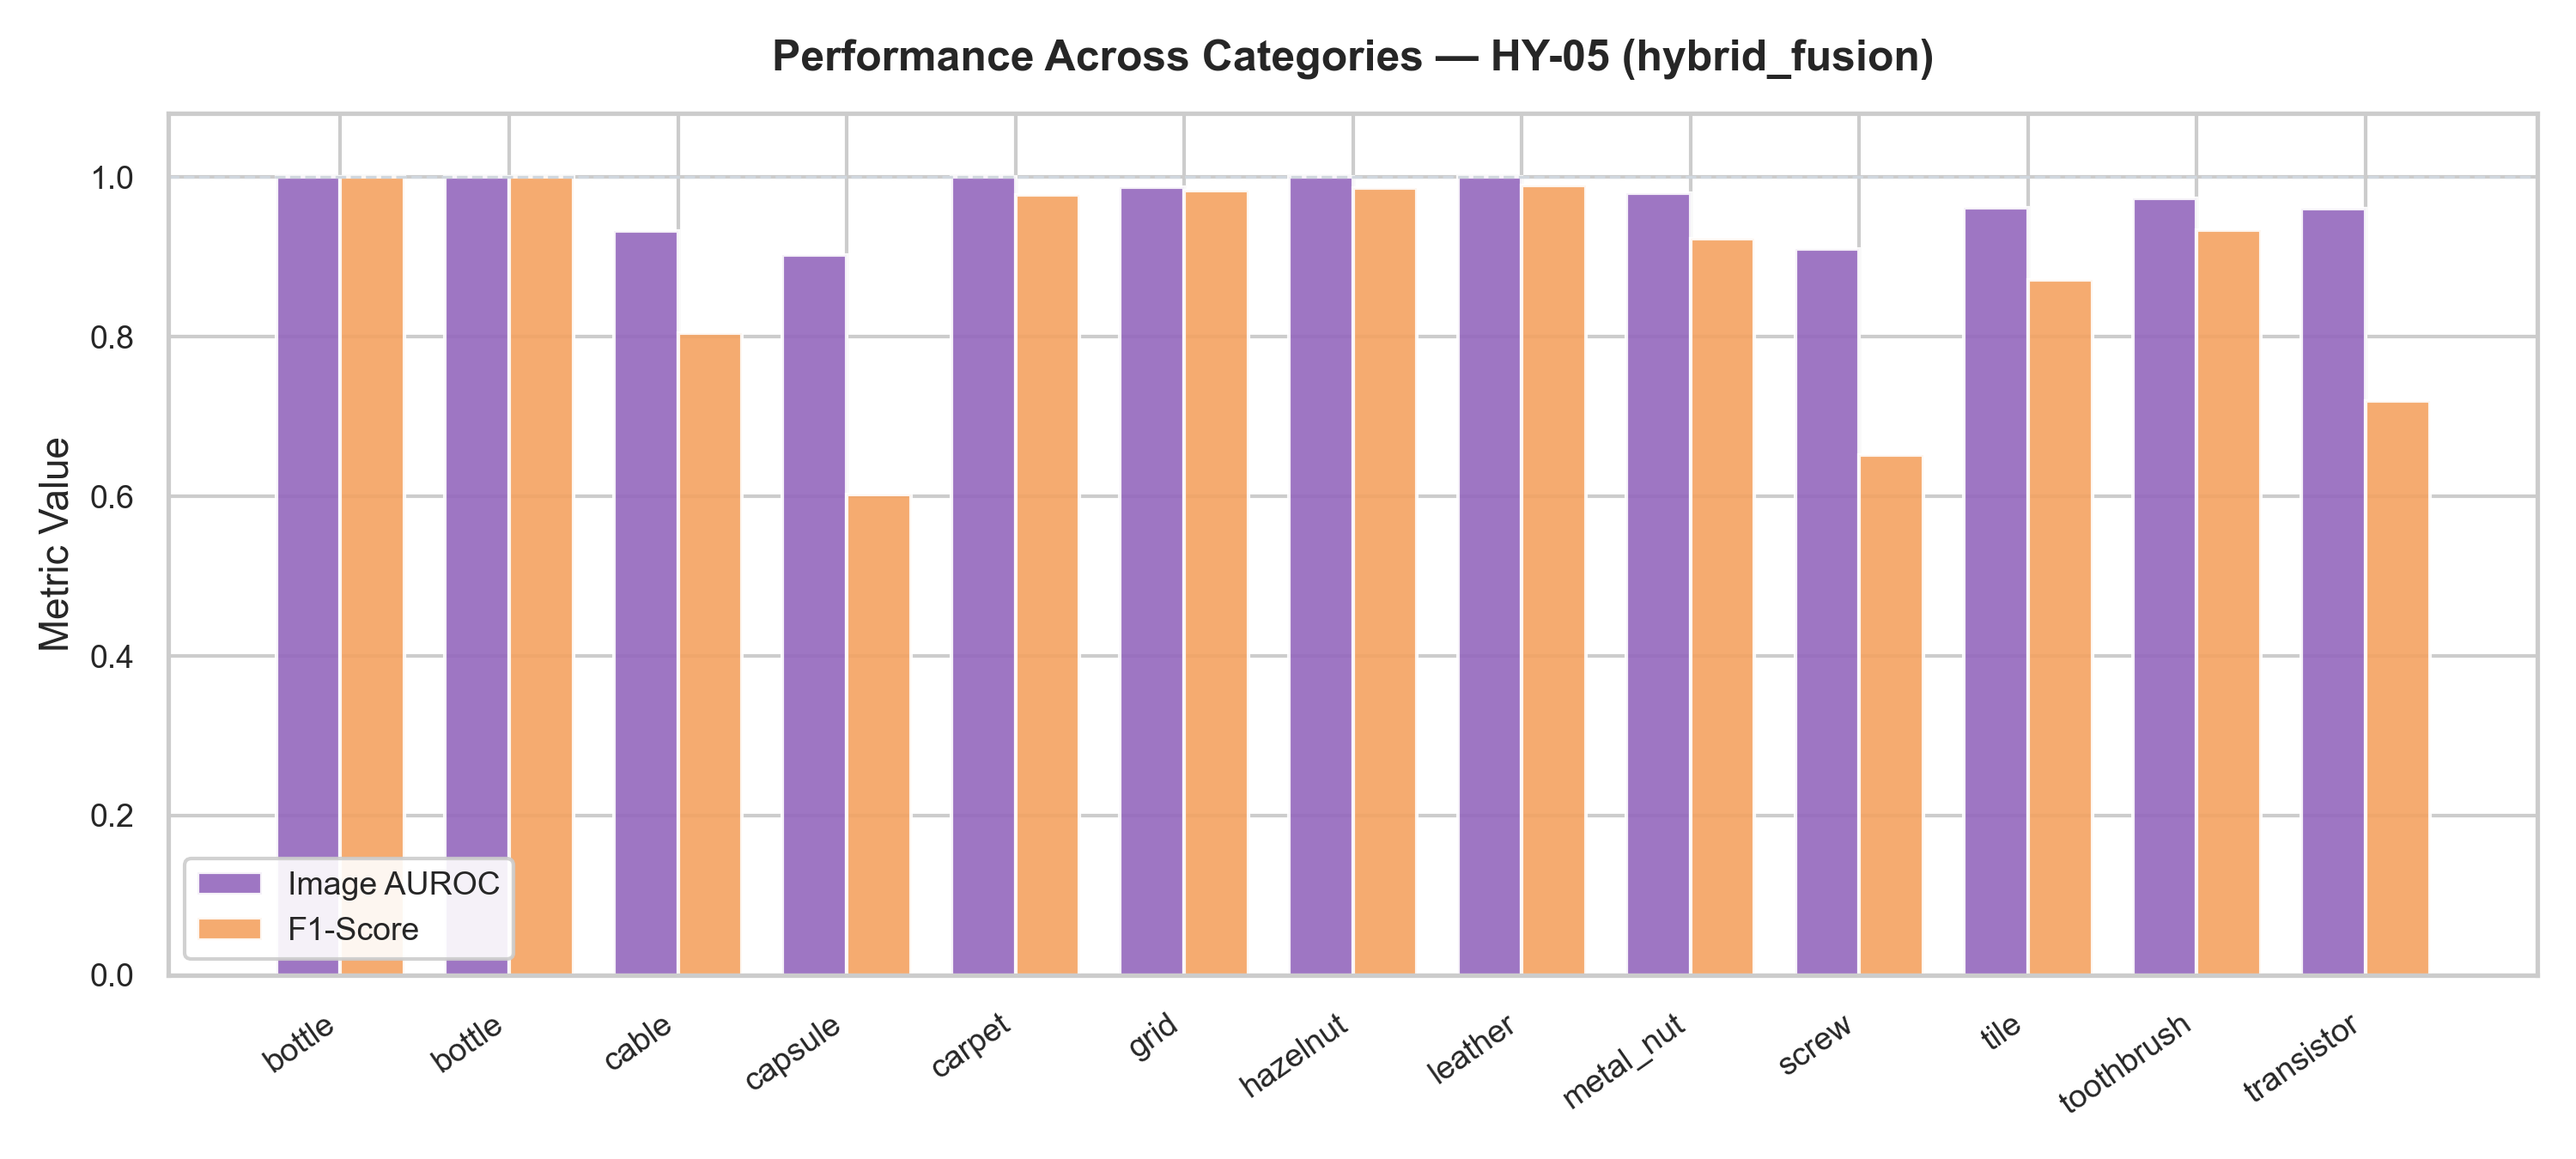 Performance Across Categories — HY-05 (hybrid_fusion)
Metric Value
1.0
0.8
0.6
0.4
0.2
0.0
Image AUROC
F1-Score
bottle
bottle
cable
capsule
carpet
grid
hazelnut
leather
metal_nut
screw
tile
toothbrush
transistor